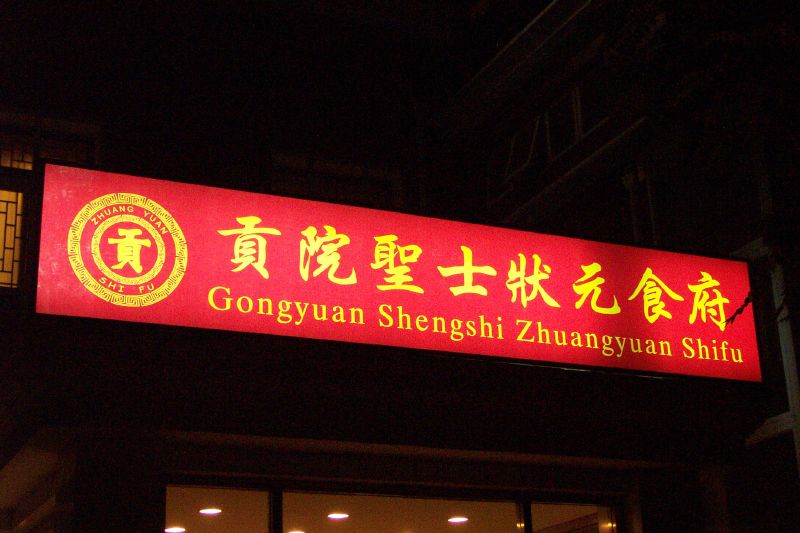 ZHUANG YUAN
貢
SHI FU
貢院聖士狀元食府
Gongyuan Shengshi Zhuangyuan Shifu